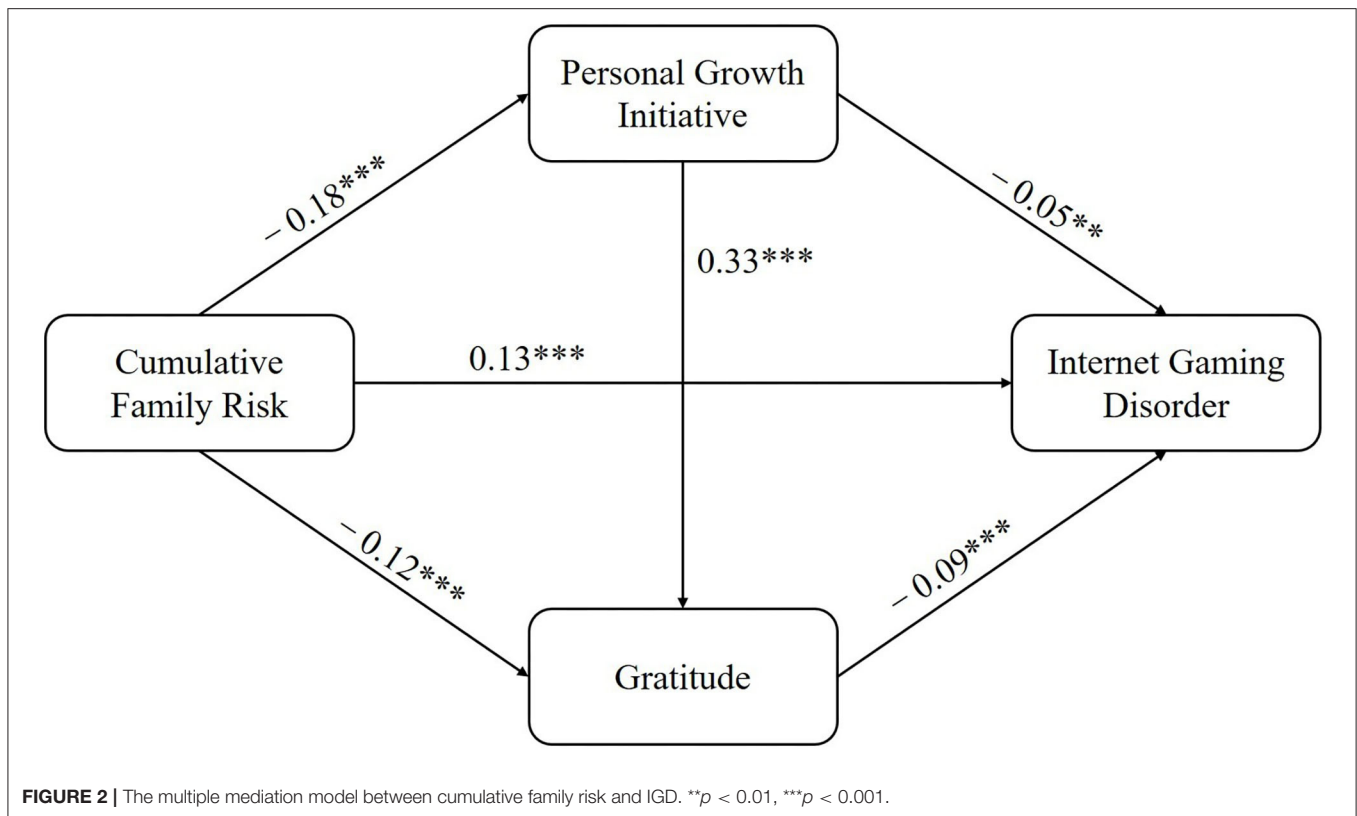 Personal Growth
Initiative
– 0.18***
– 0.05**
0.33***
Cumulative
Family Risk
0.13***
Internet Gaming
Disorder
– 0.12***
– 0.09***
Gratitude
FIGURE 2 | The multiple mediation model between cumulative family risk and IGD. **p < 0.01, ***p < 0.001.